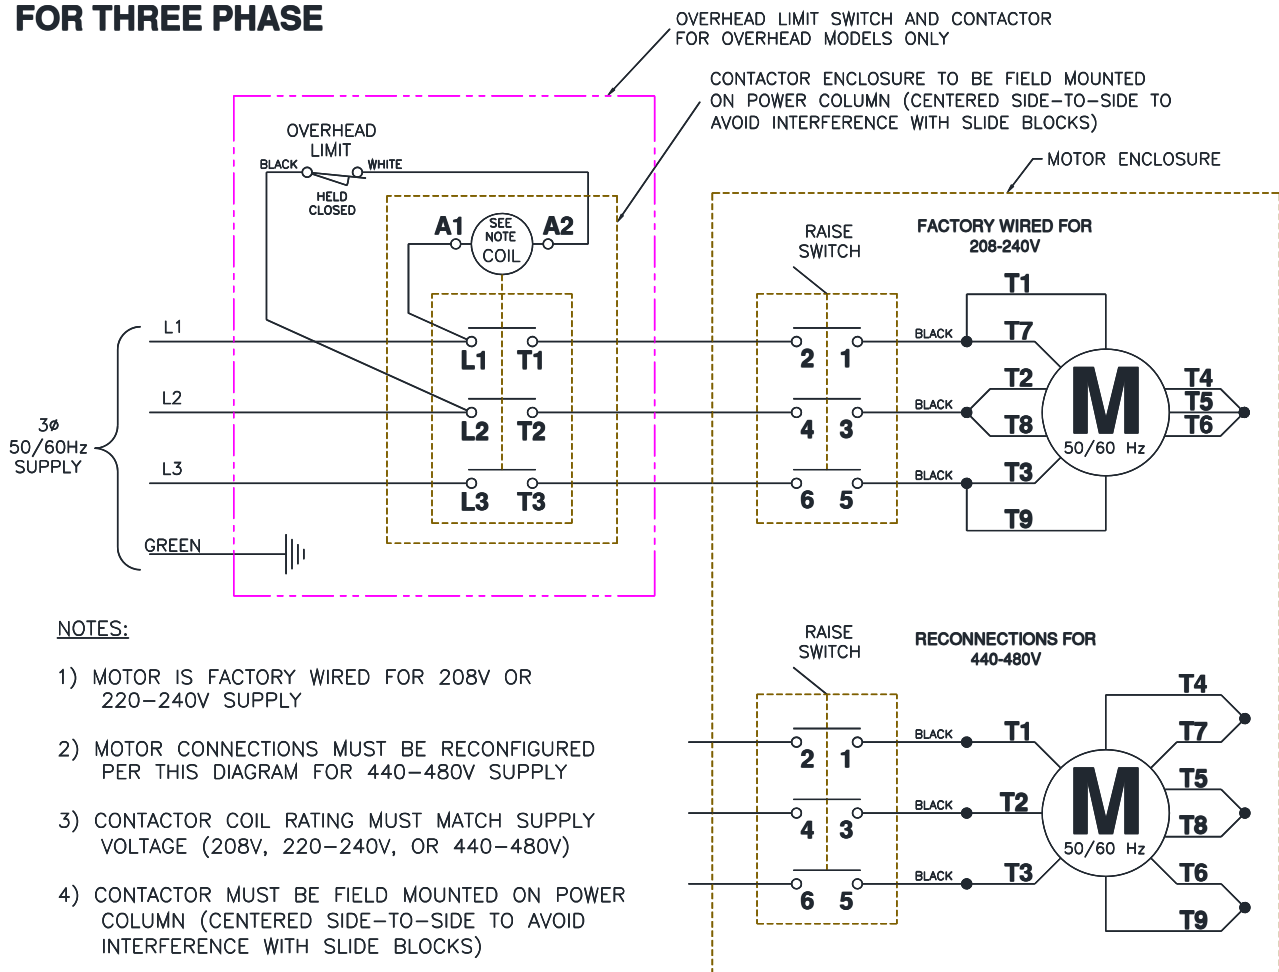 FOR THREE PHASE
OVERHEAD LIMIT SWITCH AND CONTACTOR
FOR OVERHEAD MODELS ONLY
CONTACTOR ENCLOSURE TO BE FIELD MOUNTED
ON POWER COLUMN (CENTERED SIDE-TO-SIDE TO
AVOID INTERFERENCE WITH SLIDE BLOCKS)
MOTOR ENCLOSURE
OVERHEAD
LIMIT
BLACK
WHITE
HELD
CLOSED
A1
SEE
NOTE
COIL
A2
RAISE
SWITCH
FACTORY WIRED FOR
208-240V
L1
L1
T1
2
1
BLACK
T1
T7
L2
L2
T2
4
3
BLACK
T2
T8
L3
L3
T3
6
5
BLACK
T3
T9
M
50/60 Hz
T4
T5
T6
3ø
50/60Hz
SUPPLY
GREEN
NOTES:
1) MOTOR IS FACTORY WIRED FOR 208V OR
220-240V SUPPLY
2) MOTOR CONNECTIONS MUST BE RECONFIGURED
PER THIS DIAGRAM FOR 440-480V SUPPLY
3) CONTACTOR COIL RATING MUST MATCH SUPPLY
VOLTAGE (208V, 220-240V, OR 440-480V)
4) CONTACTOR MUST BE FIELD MOUNTED ON POWER
COLUMN (CENTERED SIDE-TO-SIDE TO AVOID
INTERFERENCE WITH SLIDE BLOCKS)
RAISE
SWITCH
RECONNECTIONS FOR
440-480V
2
1
BLACK
T1
4
3
BLACK
T2
6
5
BLACK
T3
M
50/60 Hz
T4
T7
T5
T8
T6
T9